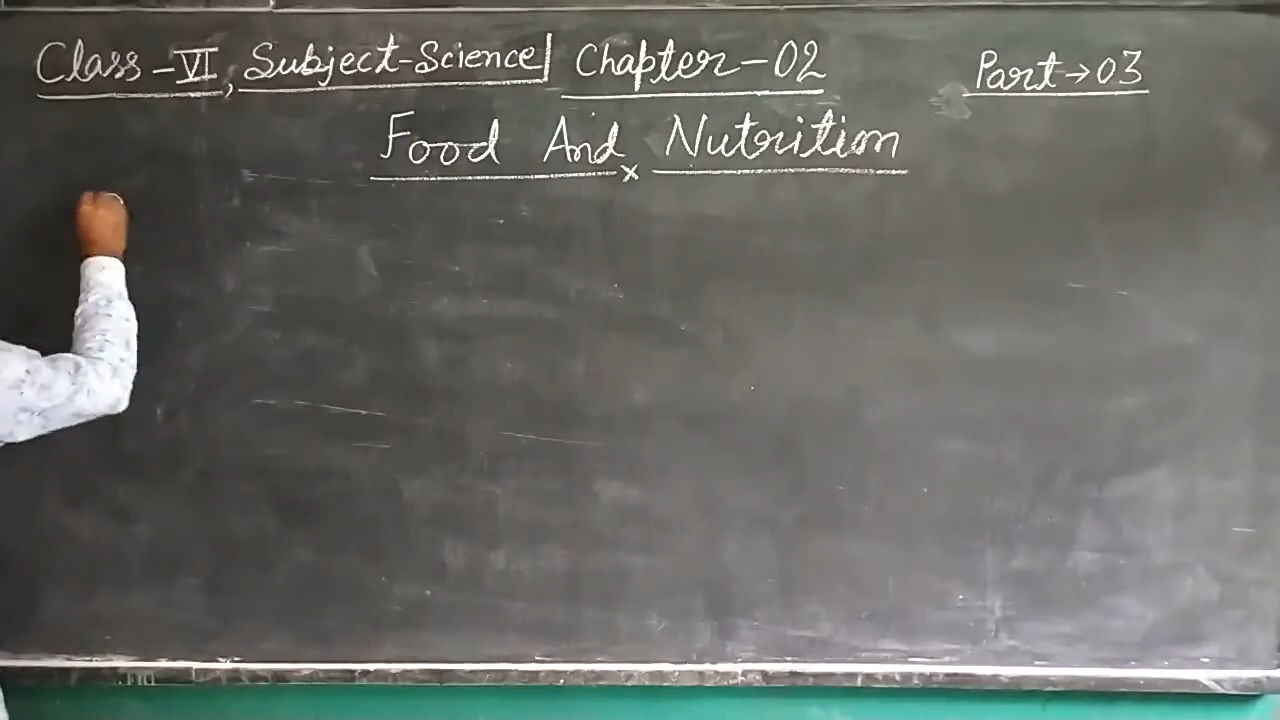 Class-VI, Subject-Science| Chapter-02 Part→03
Food And Nutrition